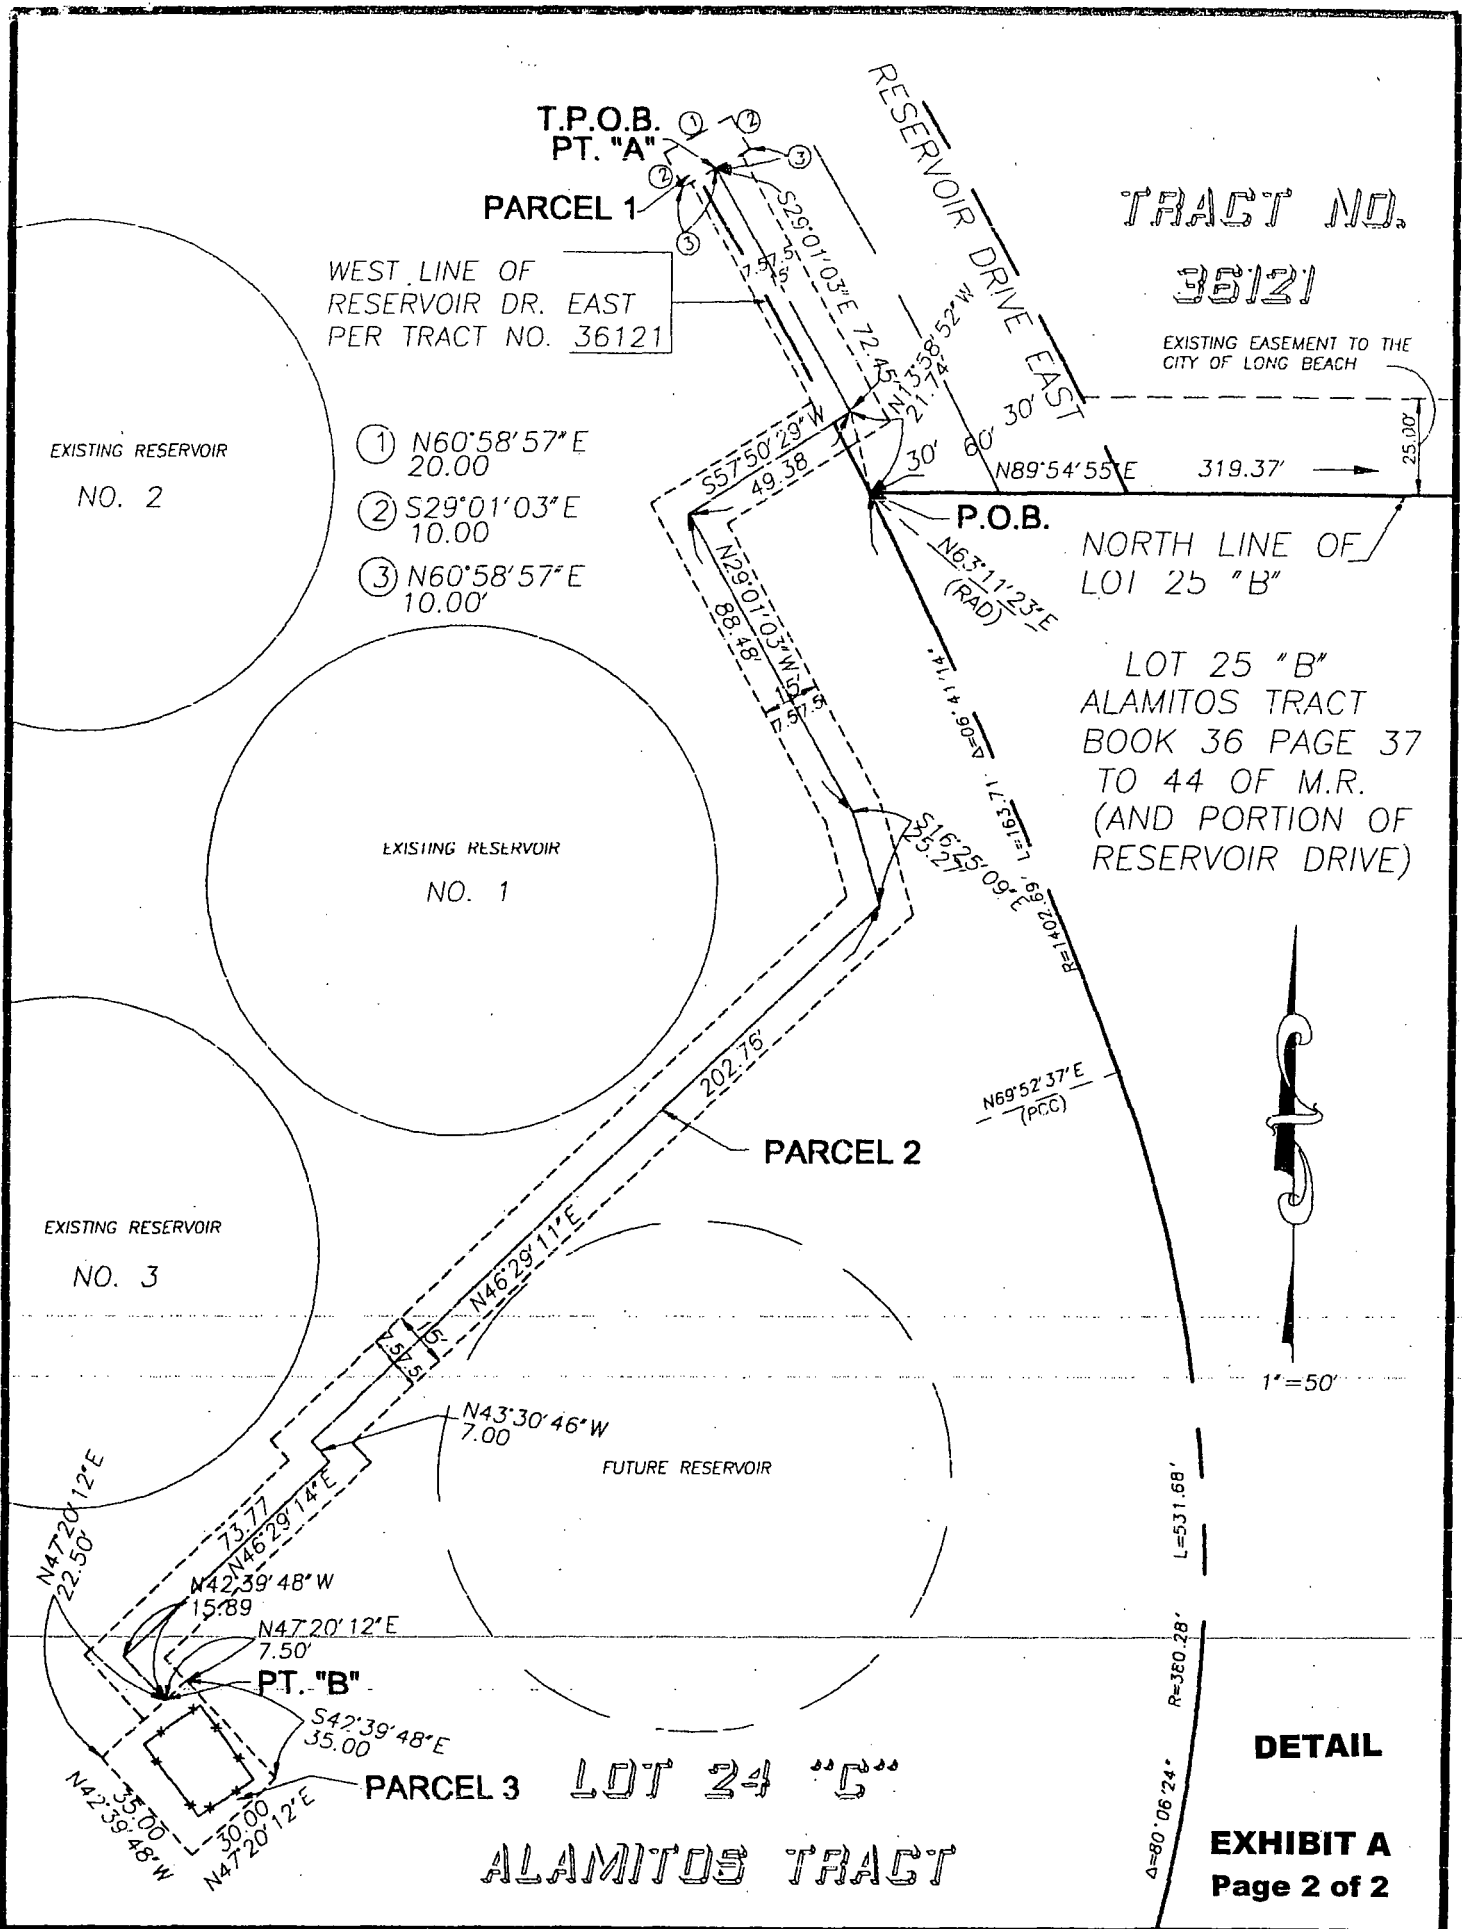 T.P.O.B.
PT. "A"
①
②
③
②
③
PARCEL 1
RESERVOIR DRIVE EAST
TRACT NO.
36121
WEST LINE OF
RESERVOIR DR. EAST
PER TRACT NO. 36121
S29°01'03"E 72.45'
7.5
7.5
15'
N13°58'52"W
21.74'
EXISTING EASEMENT TO THE
CITY OF LONG BEACH
25.00'
30'
60'
30'
N89°54'55"E 319.37'
P.O.B.
NORTH LINE OF
LOT 25 "B"
EXISTING RESERVOIR
NO. 2
① N60°58'57"E
20.00
② S29°01'03"E
10.00
③ N60°58'57"E
10.00'
S57°50'29"W
49.38
N63°11'23"E
(RAD)
N29°01'03"W
88.48'
15'
7.5
7.5
LOT 25 "B"
ALAMITOS TRACT
BOOK 36 PAGE 37
TO 44 OF M.R.
(AND PORTION OF
RESERVOIR DRIVE)
Δ=06°41'14"
L=163.71'
R=1402.69'
S16°25'09"E
25.27'
EXISTING RESERVOIR
NO. 1
202.76'
N69°52'37"E
(PCC)
PARCEL 2
EXISTING RESERVOIR
NO. 3
N46°29'11"E
15'
7.5
7.5
1"=50'
N43°30'46"W
7.00
FUTURE RESERVOIR
73.77
N46°29'14"E
N47°20'12"E
22.50'
N42°39'48"W
15.89
N47°20'12"E
7.50'
PT. "B"
S42°39'48"E
35.00
PARCEL 3
35.00
N42°39'48"W
30.00
N47°20'12"E
L=531.68'
R=380.28'
Δ=80°06'24"
LOT 24 "C"
ALAMITOS TRACT
DETAIL
EXHIBIT A
Page 2 of 2